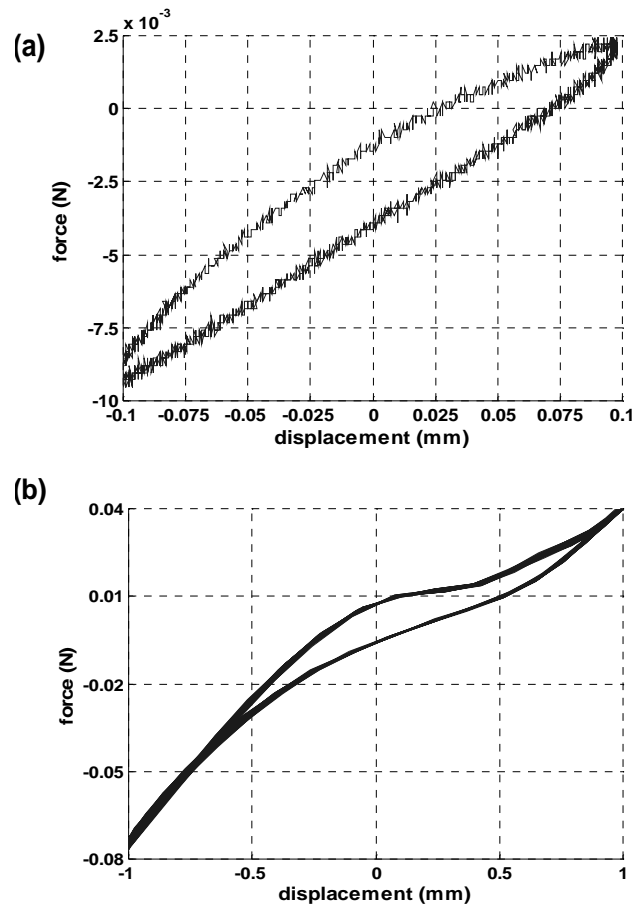 (a)
x 10
-3
2.5
0
-2.5
-5
-7.5
-10
force (N)
-0.1 -0.075 -0.05 -0.025 0 0.025 0.05 0.075 0.1
displacement (mm)
(b)
0.04
0.01
-0.02
-0.05
-0.08
force (N)
-1 -0.5 0 0.5 1
displacement (mm)